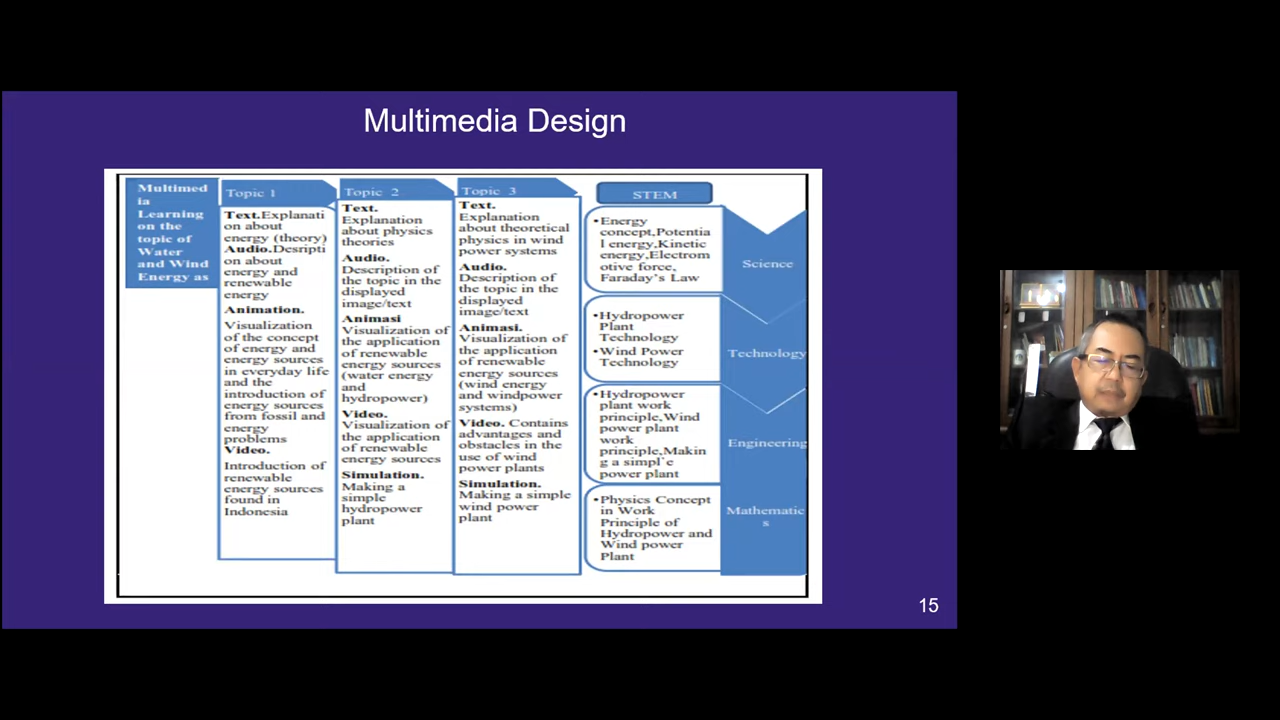 Multimedia Design
Multimed
ia
Learning
on the
topic of
Water
and Wind
Energy as
Topic 1
Text.Explanati
on about
energy (theory)
Audio.Desripti
on about
energy and
renewable
energy
Animation.
Visualization
of the concept
of energy and
energy sources
in everyday life
and the
introduction of
energy sources
from fossil and
energy
problems
Video.
Introduction of
renewable
energy sources
found in
Indonesia
Topic 2
Text.
Explanation
about physics
theories
Audio.
Description of
the topic in the
displayed
image/text
Animasi
Visualization of
the application
of renewable
energy sources
(water energy
and
hydropower)
Video.
Visualization of
the application
of renewable
energy sources
Simulation.
Making a
simple
hydropower
plant
Topic 3
Text.
Explanation
about theoretical
physics in wind
power systems
Audio.
Description of
the topic in the
displayed
image/text
Animasi.
Visualization of
the application
of renewable
energy sources
(wind energy
and windpower
systems)
Video. Contains
advantages and
obstacles in the
use of wind
power plants
Simulation.
Making a simple
wind power
plant
STEM
•Energy
concept,Potentia
l energy,Kinetic
energy,Electrom
otive force,
Faraday's Law
Science
•Hydropower
Plant
Technology
•Wind Power
Technology
Technology
•Hydropower
plant work
principle,Wind
power plant
work
principle,Makin
g a simple
power plant
Engineering
•Physics Concept
in Work
Principle of
Hydropower and
Wind power
Plant
Mathematic
s
15